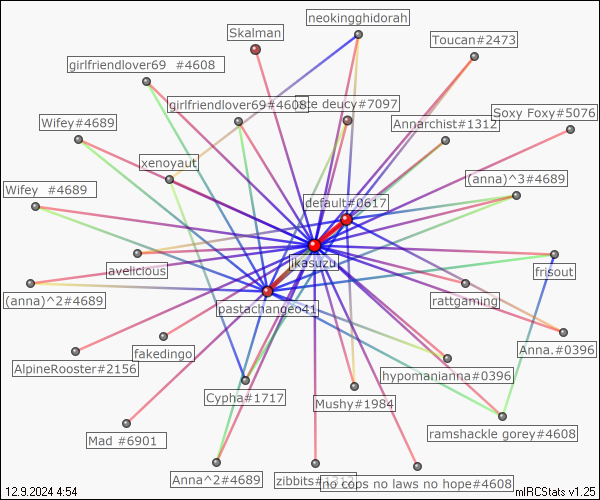 neokingghidorah
Skalman
Toucan#2473
girlfriendlover69 #4608
girlfriendlover69#4608
deucy#7097
Soxy Foxy#5076
Wifey#4689
Annarchist#1312
xenoyaut
(anna)^3#4689
Wifey #4689
default#0617
ikasuzu
avelicious
frisout
rattgaming
(anna)^2#4689
pastachangeo41
fakedingo
Anna.#0396
AlpineRooster#2156
hypomanianna#0396
Cypha#1717
Mushy#1984
Mad #6901
ramshackle gorey#4608
Anna^2#4689
zibbits#1312
no cops no laws no hope#4608
12.9.2024 4:54
mIRCStats v1.25